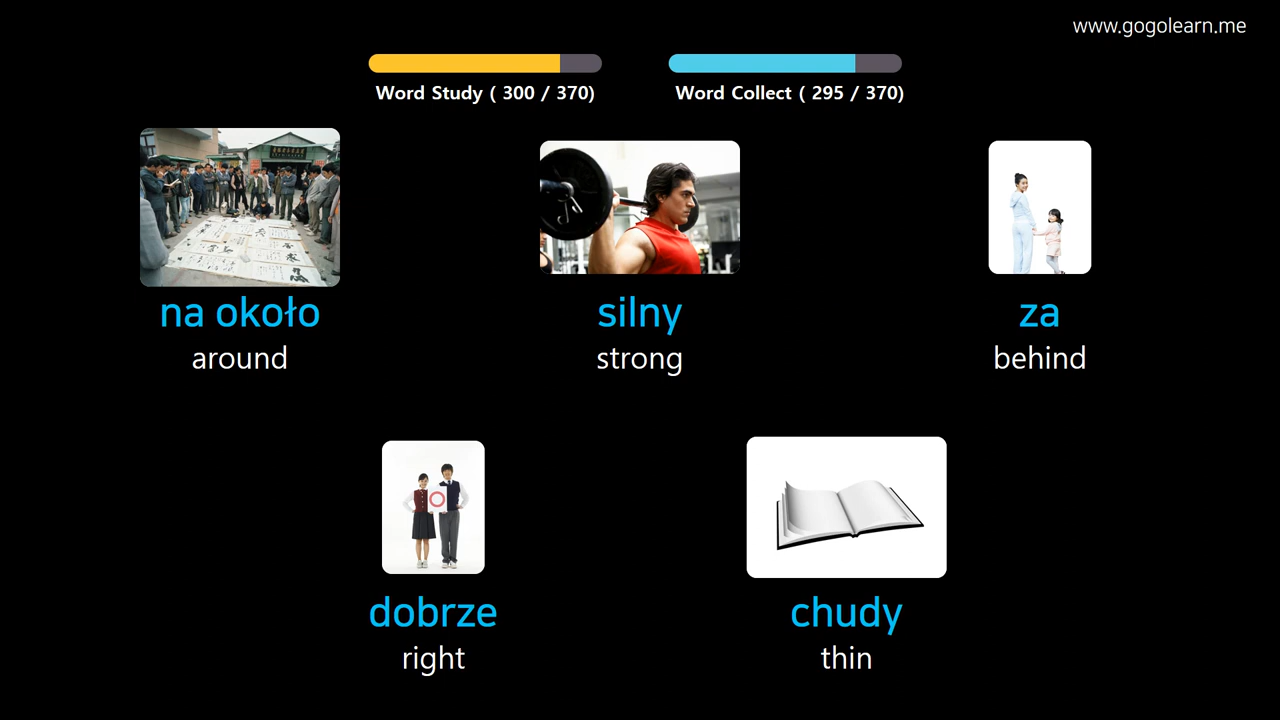 www.gogolearn.me
Word Study ( 300 / 370)
Word Collect ( 295 / 370)
na około
around
silny
strong
za
behind
dobrze
right
chudy
thin